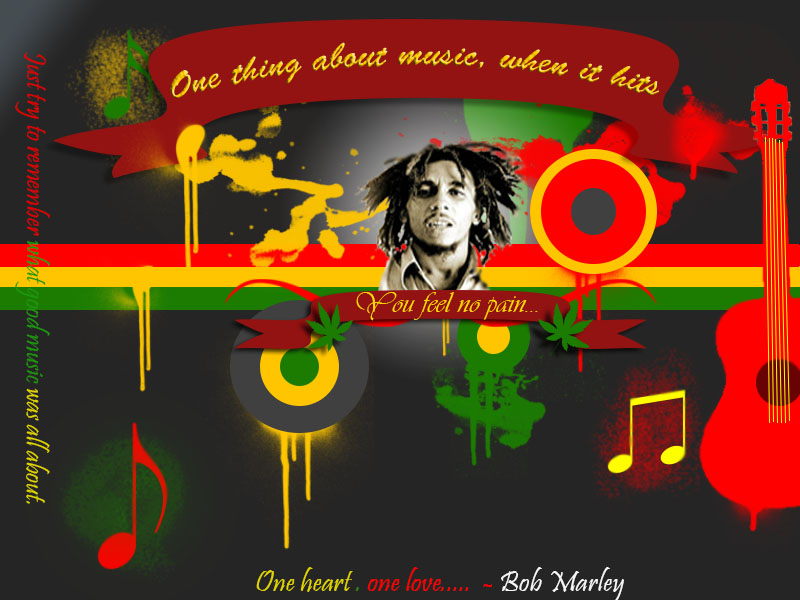 One thing about music, when it hits
You feel no pain...
Just try to remember what good music was all about.
One heart . one love..... ~ Bob Marley